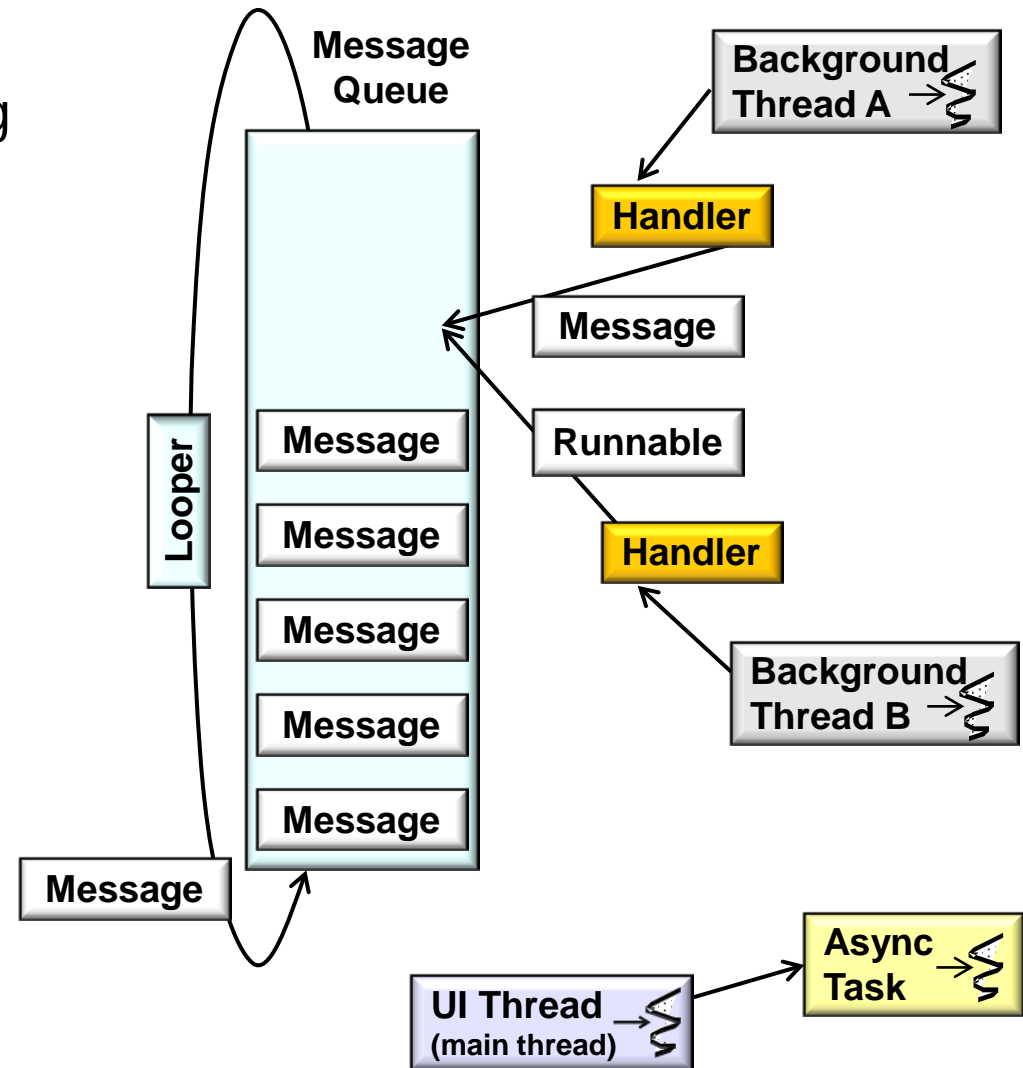 g
Message
Queue
Background
Thread A
Handler
Message
Message
Runnable
Looper
Message
Handler
Message
Background
Thread B
Message
Message
Message
Async
Task
UI Thread
(main thread)